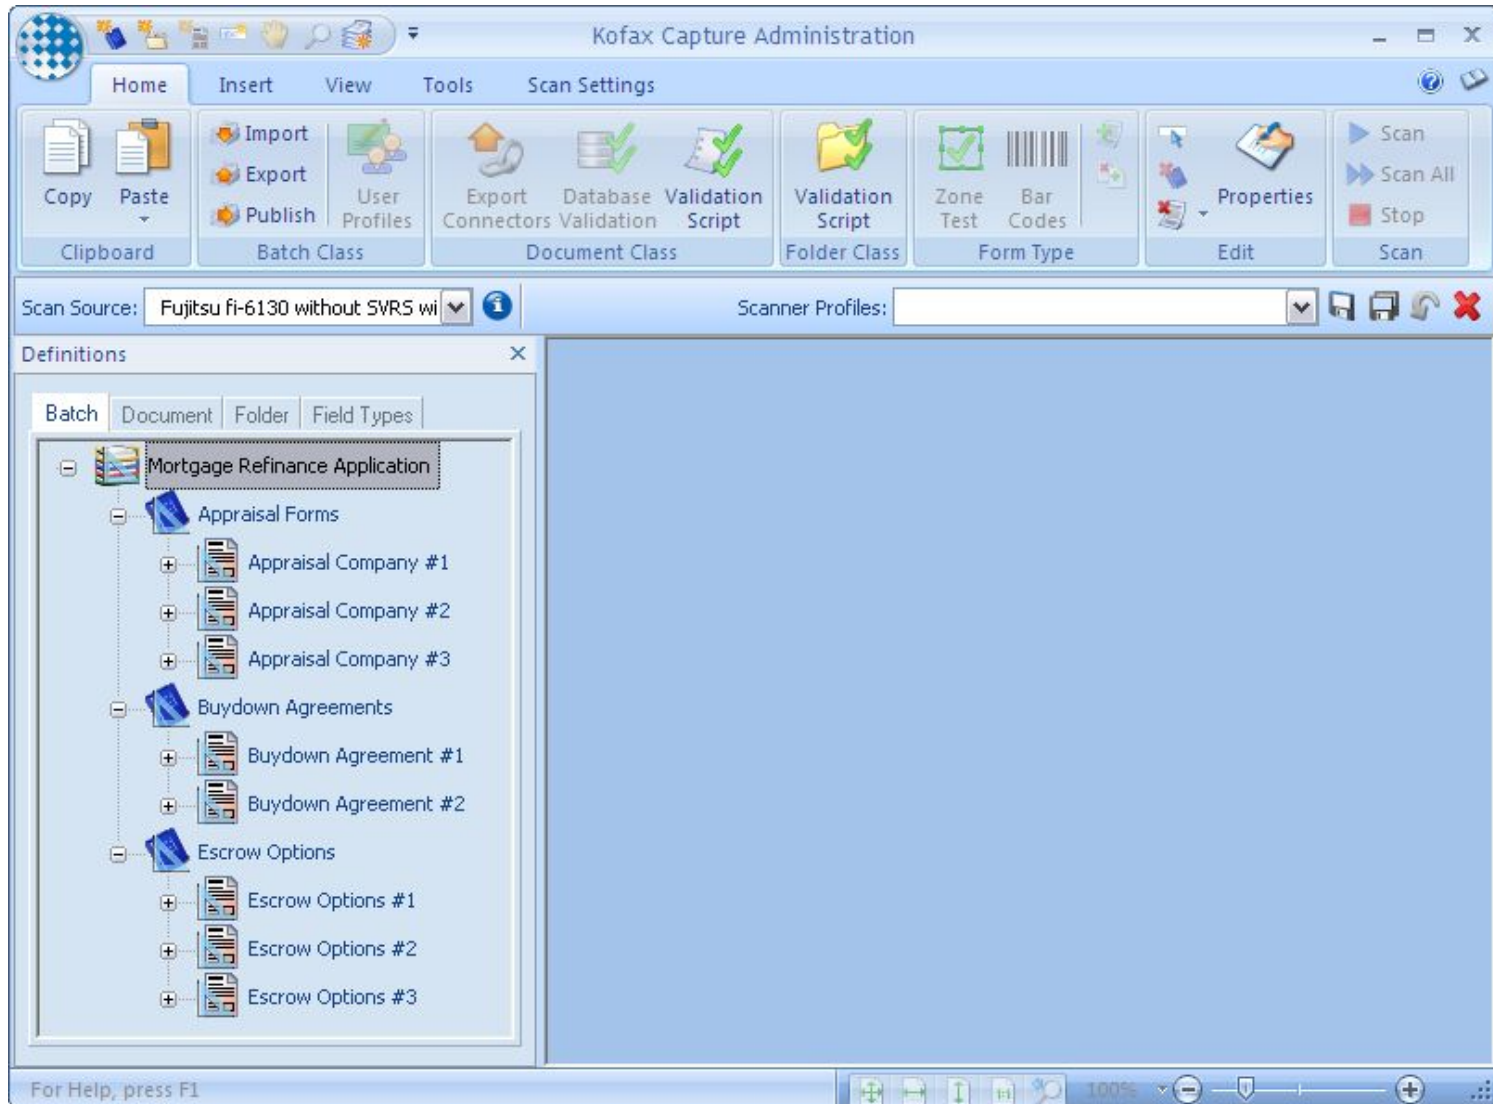 Kofax Capture Administration
Home Insert View Tools Scan Settings
Copy Paste
Clipboard
Import
Export
Publish
User Profiles
Batch Class
Export Connectors
Database Validation
Validation Script
Document Class
Validation Script
Folder Class
Zone Test
Bar Codes
Form Type
Properties
Edit
Scan
Scan All
Stop
Scan
Scan Source: Fujitsu fi-6130 without SVRS wi
Scanner Profiles:
Definitions
Batch Document Folder Field Types
Mortgage Refinance Application
Appraisal Forms
Appraisal Company #1
Appraisal Company #2
Appraisal Company #3
Buydown Agreements
Buydown Agreement #1
Buydown Agreement #2
Escrow Options
Escrow Options #1
Escrow Options #2
Escrow Options #3
For Help, press F1
100%